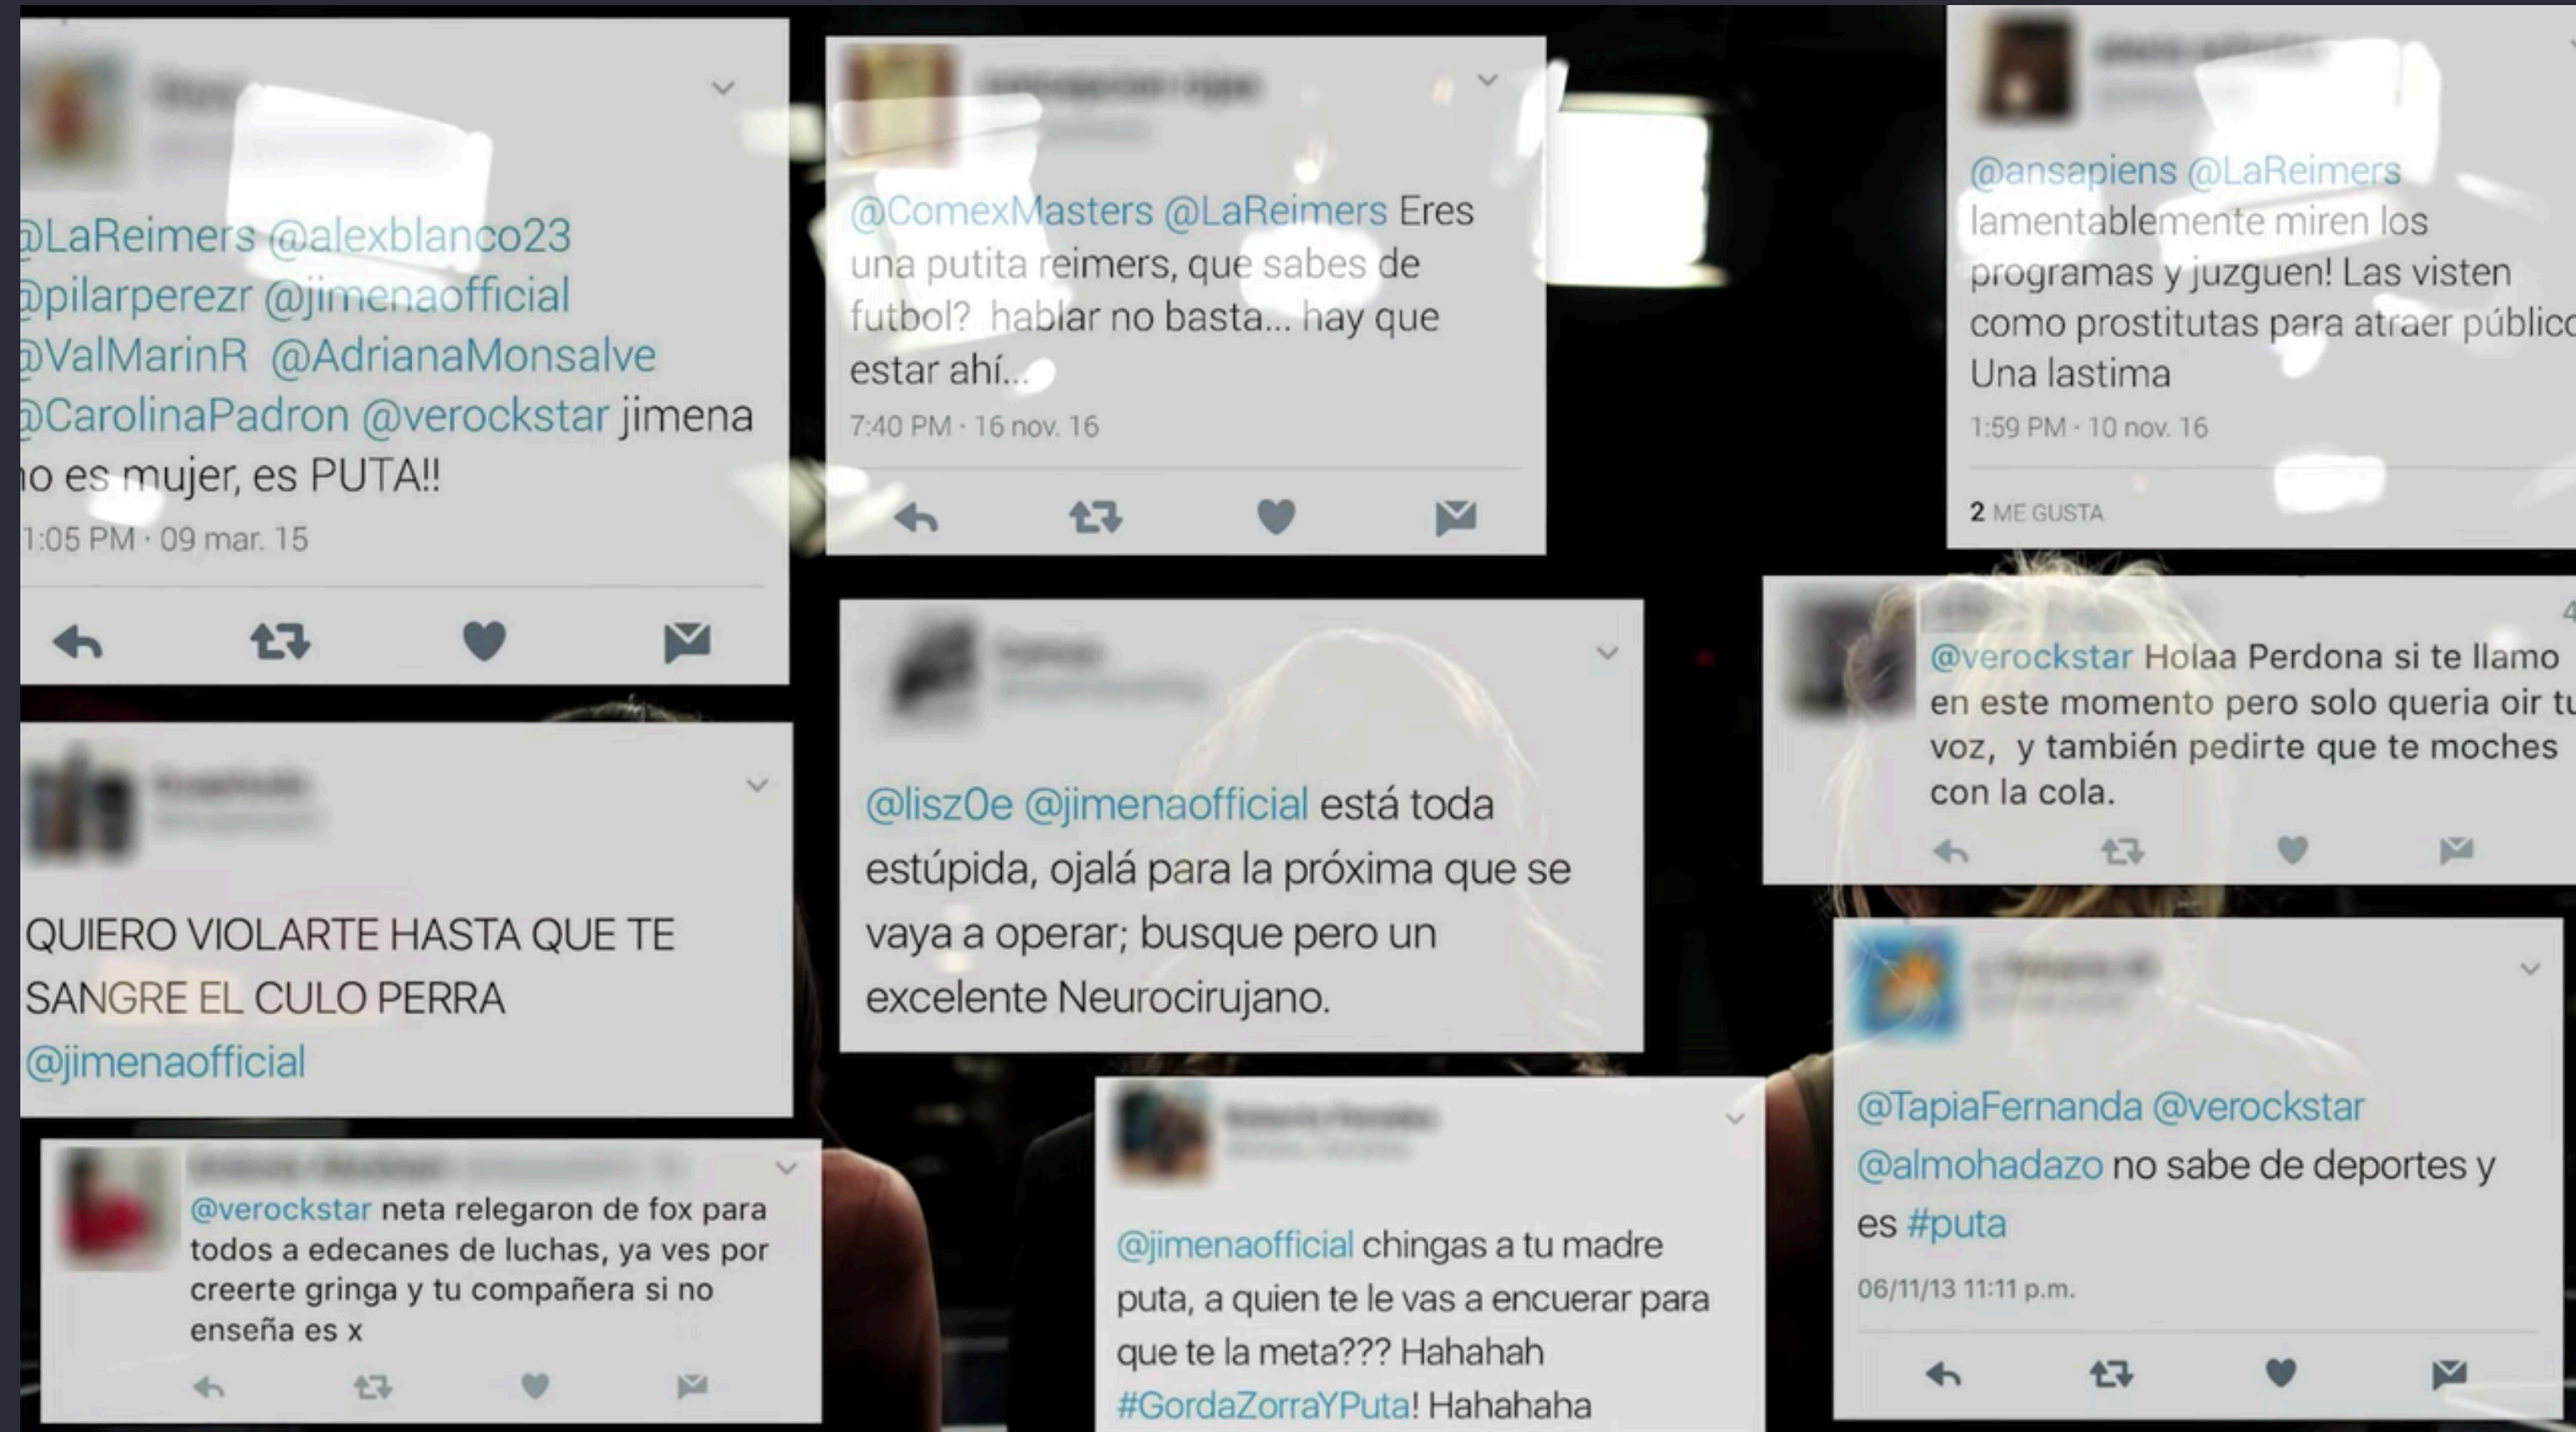 @LaReimers @alexblanco23
@pilarperezr @jimenaofficial
@ValMarinR @AdrianaMonsalve
@CarolinaPadron @verockstar jimena
no es mujer, es PUTA!!
1:05 PM · 09 mar. 15
@ComexMasters @LaReimers Eres
una putita reimers, que sabes de
futbol? hablar no basta... hay que
estar ahí...
7:40 PM · 16 nov. 16
@ansapiens @LaReimers
lamentablemente miren los
programas y juzguen! Las visten
como prostitutas para atraer público
Una lastima
1:59 PM · 10 nov. 16
2 ME GUSTA
QUIERO VIOLARTE HASTA QUE TE
SANGRE EL CULO PERRA
@jimenaofficial
@lisz0e @jimenaofficial está toda
estúpida, ojalá para la próxima que se
vaya a operar; busque pero un
excelente Neurocirujano.
4
@verockstar Holaa Perdona si te llamo
en este momento pero solo queria oir tu
voz, y también pedirte que te moches
con la cola.
@verockstar neta relegaron de fox para
todos a edecanes de luchas, ya ves por
creerte gringa y tu compañera si no
enseña es x
@jimenaofficial chingas a tu madre
puta, a quien te le vas a encuerar para
que te la meta??? Hahahah
#GordaZorraYPuta! Hahahaha
@TapiaFernanda @verockstar
@almohadazo no sabe de deportes y
es #puta
06/11/13 11:11 p.m.